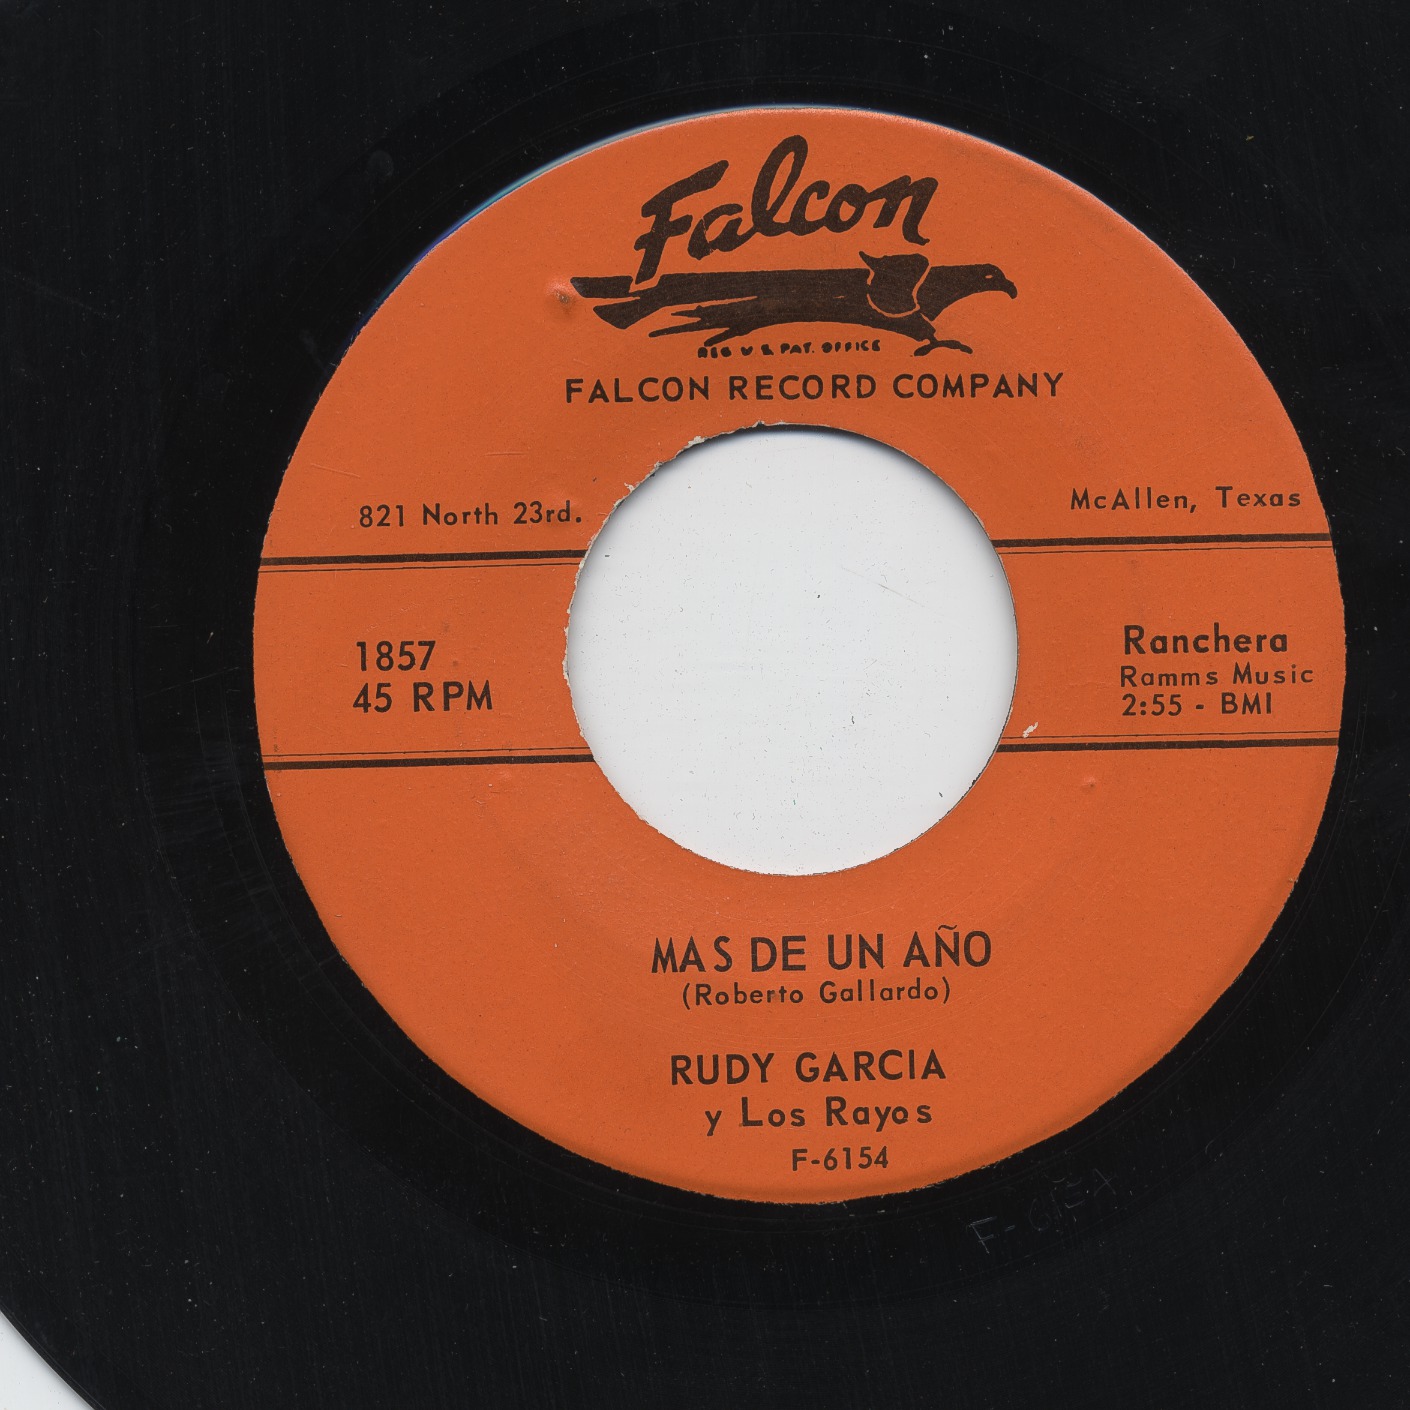 Falcon
REG U S PAT. OFFICE
FALCON RECORD COMPANY
821 North 23rd.
McAllen, Texas
1857
45 RPM
Ranchera
Ramms Music
2:55 - BMI
MAS DE UN AÑO
(Roberto Gallardo)
RUDY GARCIA
y Los Rayos
F-6154